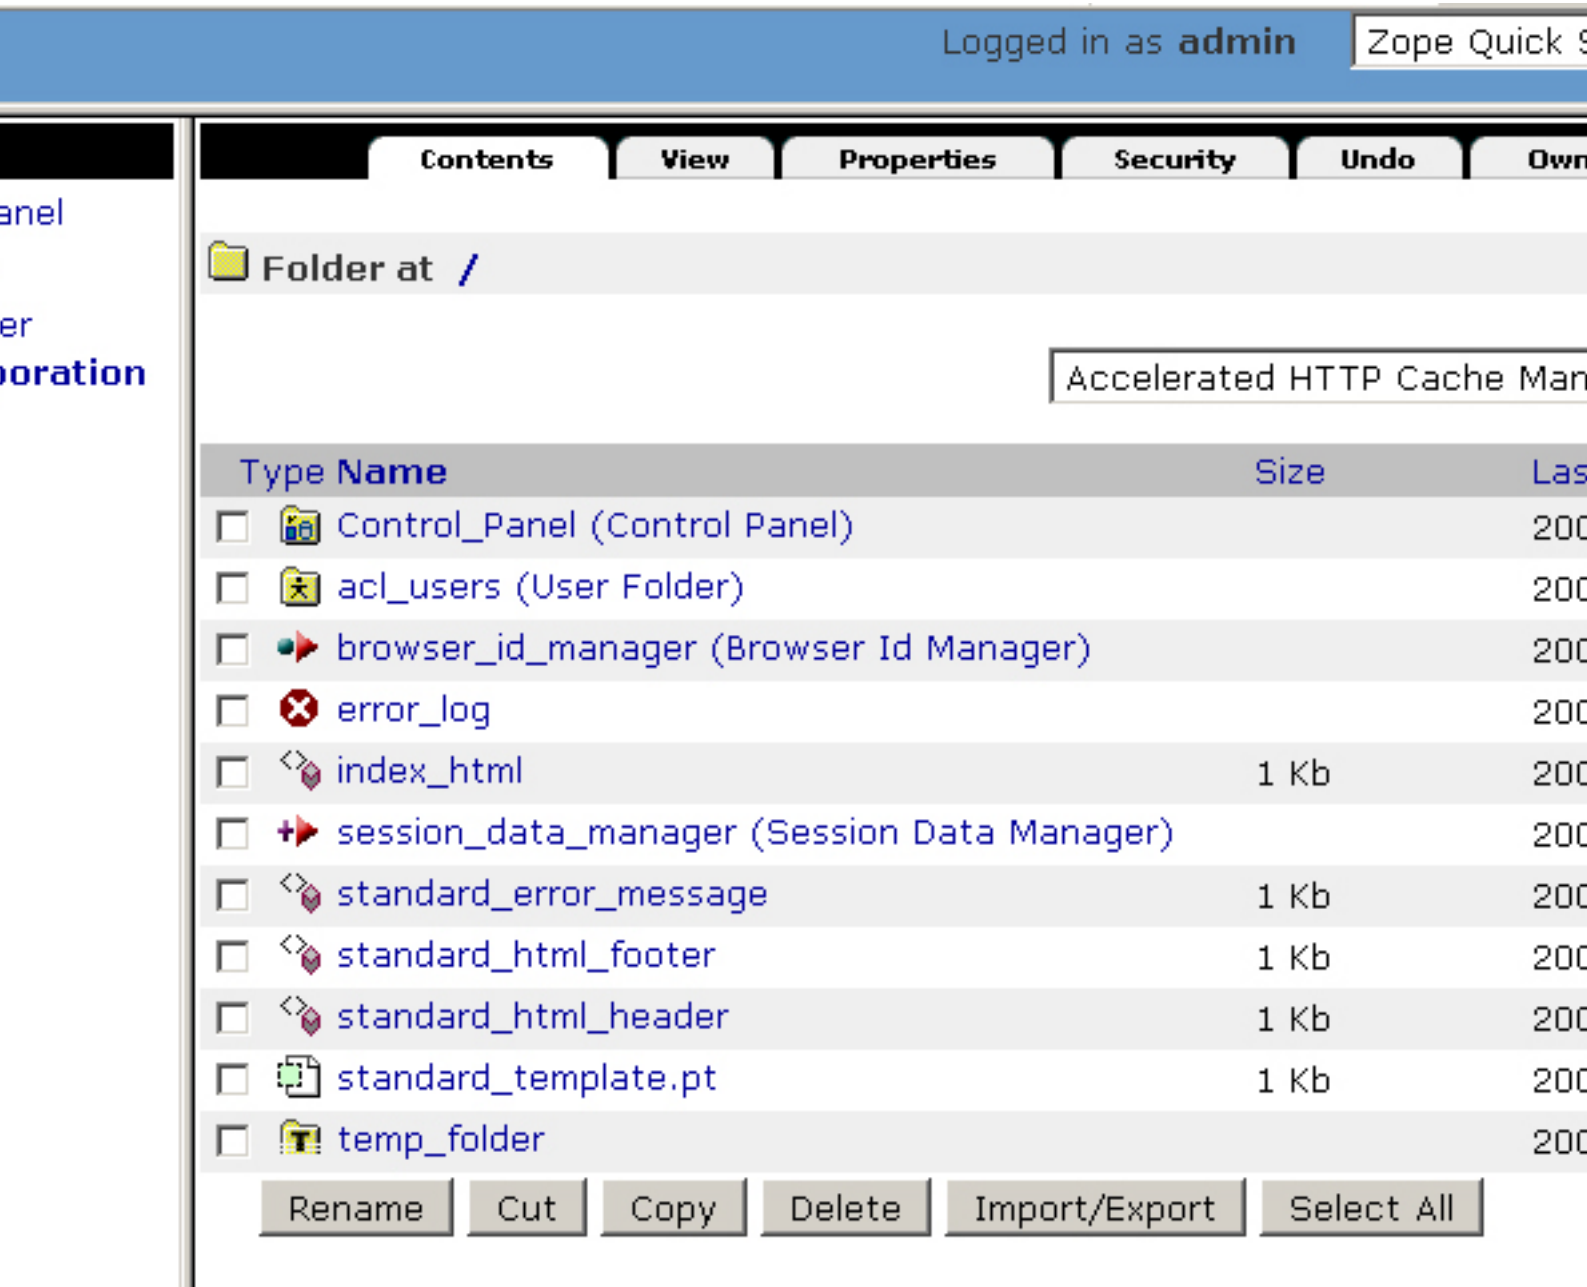 Logged in as admin Zope Quick
Contents View Properties Security Undo
anel
Folder at /
er
oration
Accelerated HTTP Cache Man
Type Name Size Las
Control_Panel (Control Panel) 200
acl_users (User Folder) 200
browser_id_manager (Browser Id Manager) 200
error_log 200
index_html 1 Kb 200
session_data_manager (Session Data Manager) 200
standard_error_message 1 Kb 200
standard_html_footer 1 Kb 200
standard_html_header 1 Kb 200
standard_template.pt 1 Kb 200
temp_folder 200
Rename Cut Copy Delete Import/Export Select All